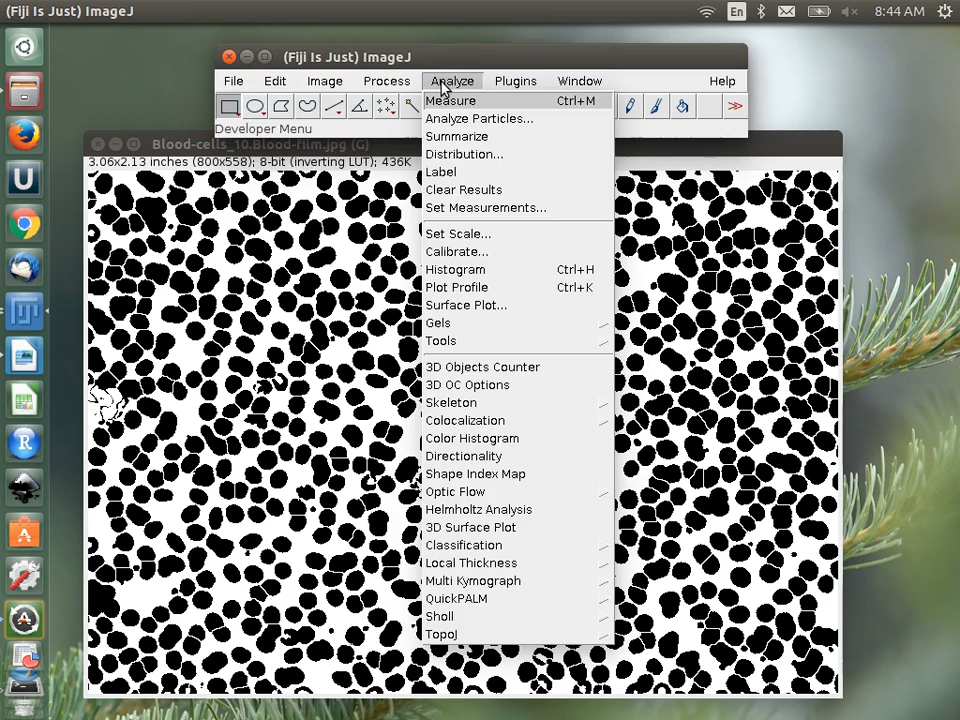 (Fiji Is Just) ImageJ
En
8:44 AM
(Fiji Is Just) ImageJ
File Edit Image Process Analyze Plugins Window Help
Developer Menu
Blood-cells_10.Blood-film.jpg (G)
3.06x2.13 inches (800x558); 8-bit (inverting LUT); 436K
Measure Ctrl+M
Analyze Particles...
Summarize
Distribution...
Label
Clear Results
Set Measurements...
Set Scale...
Calibrate...
Histogram Ctrl+H
Plot Profile Ctrl+K
Surface Plot...
Gels
Tools
3D Objects Counter
3D OC Options
Skeleton
Colocalization
Color Histogram
Directionality
Shape Index Map
Optic Flow
Helmholtz Analysis
3D Surface Plot
Classification
Local Thickness
Multi Kymograph
QuickPALM
Sholl
TopoJ